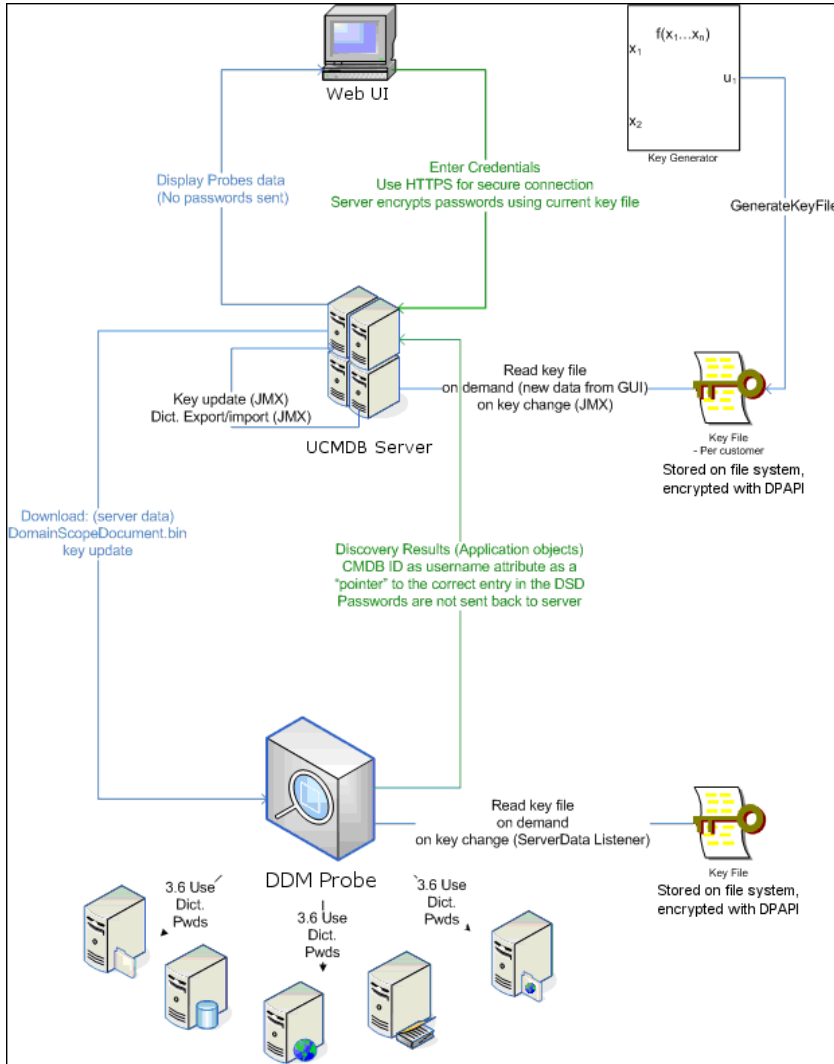 f(x1...xn)
x1
u1
x2
Key Generator
Web UI
Enter Credentials
Use HTTPS for secure connection
Server encrypts passwords using current key file
Display Probes data
(No passwords sent)
GenerateKeyFile
Read key file
on demand (new data from GUI)
on key change (JMX)
Key update (JMX)
Dict. Export/import (JMX)
UCMDB Server
Key File
- Per customer
Stored on file system,
encrypted with DPAPI
Download: (server data)
DomainScopeDocument.bin
key update
Discovery Results (Application objects)
CMDB ID as username attribute as a
“pointer” to the correct entry in the DSD
Passwords are not sent back to server
Read key file
on demand
on key change (ServerData Listener)
Key File
Stored on file system,
encrypted with DPAPI
DDM Probe
3.6 Use
Dict.
Pwds
3.6 Use
Dict.
Pwds
3.6 Use
Dict.
Pwds